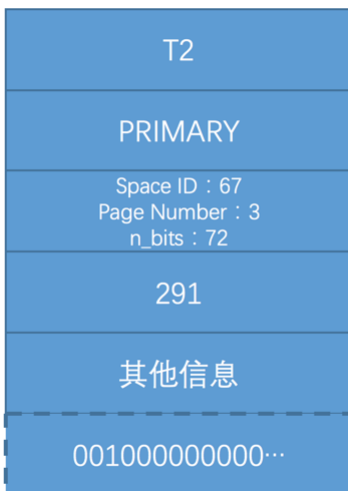 T2
PRIMARY
Space ID：67
Page Number：3
n_bits：72
291
其他信息
001000000000…